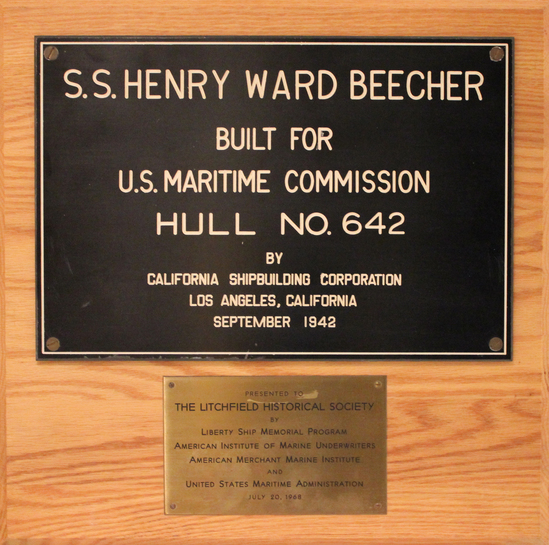 S.S. HENRY WARD BEECHER
BUILT FOR
U.S. MARITIME COMMISSION
HULL NO. 642
BY
CALIFORNIA SHIPBUILDING CORPORATION
LOS ANGELES, CALIFORNIA
SEPTEMBER 1942
PRESENTED TO
THE LITCHFIELD HISTORICAL SOCIETY
BY
LIBERTY SHIP MEMORIAL PROGRAM
AMERICAN INSTITUTE OF MARINE UNDERWRITERS
AMERICAN MERCHANT MARINE INSTITUTE
AND
UNITED STATES MARITIME ADMINISTRATION
JULY 20, 1968